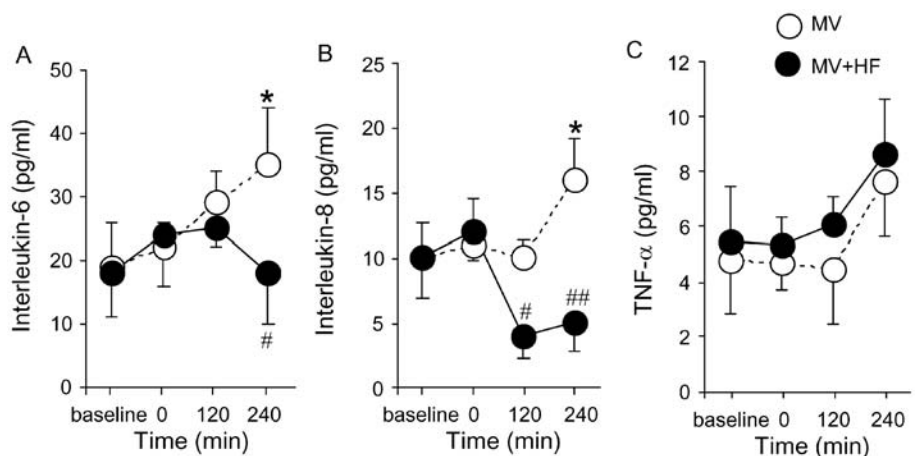 A
Interleukin-6 (pg/ml)
50
40
30
20
10
0
*
#
baseline 0 120 240
Time (min)
B
Interleukin-8 (pg/ml)
25
20
15
10
5
0
*
#
##
baseline 0 120 240
Time (min)
C
MV
MV+HF
TNF-α (pg/ml)
12
10
8
6
4
2
0
baseline 0 120 240
Time (min)